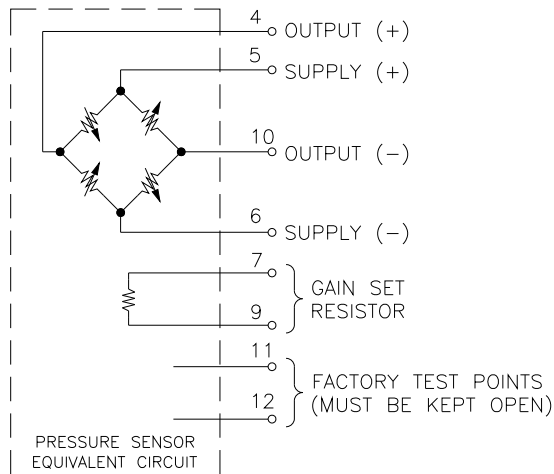 4
OUTPUT (+)
5
SUPPLY (+)
10
OUTPUT (-)
6
SUPPLY (-)
7
GAIN SET
RESISTOR
9
11
FACTORY TEST POINTS
(MUST BE KEPT OPEN)
12
PRESSURE SENSOR
EQUIVALENT CIRCUIT